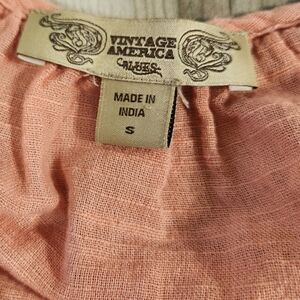 VINTAGE
AMERICA
BLUES
MADE IN
INDIA
S